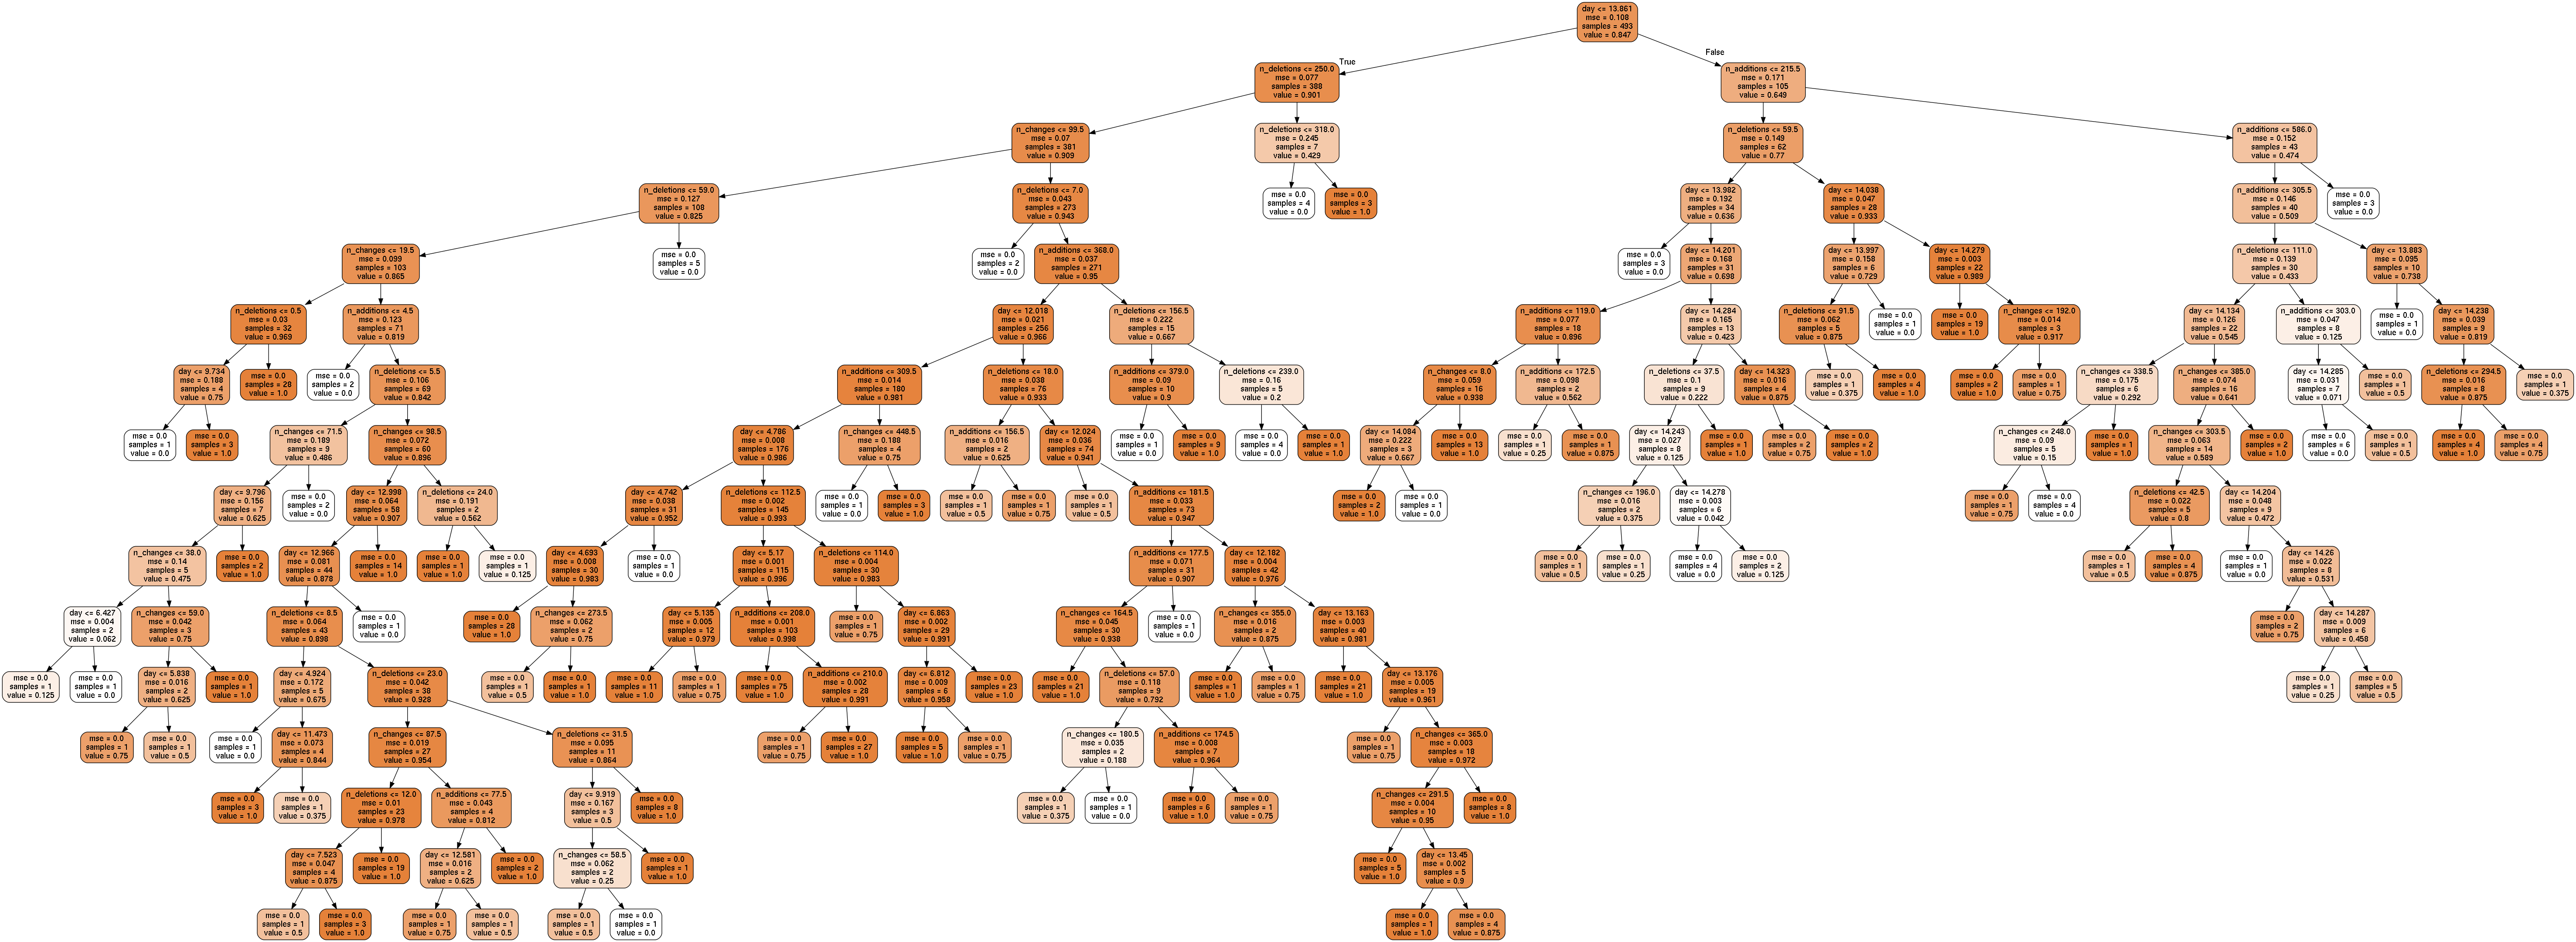 day <= 13.861
mse = 0.108
samples = 493
value = 0.847
True
False
n_deletions <= 250.0
mse = 0.077
samples = 388
value = 0.901
n_additions <= 215.5
mse = 0.171
samples = 105
value = 0.649
n_changes <= 99.5
mse = 0.07
samples = 381
value = 0.909
n_deletions <= 318.0
mse = 0.245
samples = 7
value = 0.429
n_deletions <= 59.5
mse = 0.149
samples = 62
value = 0.77
n_additions <= 586.0
mse = 0.152
samples = 43
value = 0.474
n_deletions <= 59.0
mse = 0.127
samples = 108
value = 0.825
n_deletions <= 7.0
mse = 0.043
samples = 273
value = 0.943
mse = 0.0
samples = 4
value = 0.0
mse = 0.0
samples = 3
value = 1.0
day <= 13.982
mse = 0.192
samples = 34
value = 0.636
day <= 14.038
mse = 0.047
samples = 28
value = 0.933
n_additions <= 305.5
mse = 0.146
samples = 40
value = 0.509
mse = 0.0
samples = 3
value = 0.0
n_changes <= 19.5
mse = 0.099
samples = 103
value = 0.865
mse = 0.0
samples = 5
value = 0.0
mse = 0.0
samples = 2
value = 0.0
n_additions <= 368.0
mse = 0.037
samples = 271
value = 0.95
mse = 0.0
samples = 3
value = 0.0
day <= 14.201
mse = 0.168
samples = 31
value = 0.698
day <= 13.997
mse = 0.158
samples = 6
value = 0.729
day <= 14.279
mse = 0.003
samples = 22
value = 0.989
n_deletions <= 111.0
mse = 0.139
samples = 30
value = 0.433
day <= 13.883
mse = 0.095
samples = 10
value = 0.738
n_deletions <= 0.5
mse = 0.03
samples = 32
value = 0.969
n_additions <= 4.5
mse = 0.123
samples = 71
value = 0.819
day <= 12.018
mse = 0.021
samples = 256
value = 0.966
n_deletions <= 156.5
mse = 0.222
samples = 15
value = 0.667
n_additions <= 119.0
mse = 0.077
samples = 18
value = 0.896
day <= 14.284
mse = 0.165
samples = 13
value = 0.423
n_deletions <= 91.5
mse = 0.062
samples = 5
value = 0.875
mse = 0.0
samples = 1
value = 0.0
mse = 0.0
samples = 19
value = 1.0
n_changes <= 192.0
mse = 0.014
samples = 3
value = 0.917
day <= 14.134
mse = 0.126
samples = 22
value = 0.545
n_additions <= 303.0
mse = 0.047
samples = 8
value = 0.125
mse = 0.0
samples = 1
value = 0.0
day <= 14.238
mse = 0.039
samples = 9
value = 0.819
day <= 9.734
mse = 0.188
samples = 4
value = 0.75
mse = 0.0
samples = 28
value = 1.0
mse = 0.0
samples = 2
value = 0.0
n_deletions <= 5.5
mse = 0.106
samples = 69
value = 0.842
n_additions <= 309.5
mse = 0.014
samples = 180
value = 0.981
n_deletions <= 18.0
mse = 0.038
samples = 76
value = 0.933
n_additions <= 379.0
mse = 0.09
samples = 10
value = 0.9
n_deletions <= 239.0
mse = 0.16
samples = 5
value = 0.2
n_changes <= 8.0
mse = 0.059
samples = 16
value = 0.938
n_additions <= 172.5
mse = 0.098
samples = 2
value = 0.562
n_deletions <= 37.5
mse = 0.1
samples = 9
value = 0.222
day <= 14.323
mse = 0.016
samples = 4
value = 0.875
mse = 0.0
samples = 1
value = 0.375
mse = 0.0
samples = 4
value = 1.0
mse = 0.0
samples = 2
value = 1.0
mse = 0.0
samples = 1
value = 0.75
n_changes <= 338.5
mse = 0.175
samples = 6
value = 0.292
n_changes <= 385.0
mse = 0.074
samples = 16
value = 0.641
day <= 14.285
mse = 0.031
samples = 7
value = 0.071
mse = 0.0
samples = 1
value = 0.5
n_deletions <= 294.5
mse = 0.016
samples = 8
value = 0.875
mse = 0.0
samples = 1
value = 0.375
mse = 0.0
samples = 1
value = 0.0
mse = 0.0
samples = 3
value = 1.0
n_changes <= 71.5
mse = 0.189
samples = 9
value = 0.486
n_changes <= 98.5
mse = 0.072
samples = 60
value = 0.896
day <= 4.786
mse = 0.008
samples = 176
value = 0.986
n_changes <= 448.5
mse = 0.188
samples = 4
value = 0.75
n_additions <= 156.5
mse = 0.016
samples = 2
value = 0.625
day <= 12.024
mse = 0.036
samples = 74
value = 0.941
mse = 0.0
samples = 1
value = 0.0
mse = 0.0
samples = 9
value = 1.0
mse = 0.0
samples = 4
value = 0.0
mse = 0.0
samples = 1
value = 1.0
day <= 14.084
mse = 0.222
samples = 3
value = 0.667
mse = 0.0
samples = 13
value = 1.0
mse = 0.0
samples = 1
value = 0.25
mse = 0.0
samples = 1
value = 0.875
day <= 14.243
mse = 0.027
samples = 8
value = 0.125
mse = 0.0
samples = 1
value = 1.0
mse = 0.0
samples = 2
value = 0.75
mse = 0.0
samples = 2
value = 1.0
n_changes <= 248.0
mse = 0.09
samples = 5
value = 0.15
mse = 0.0
samples = 1
value = 1.0
n_changes <= 303.5
mse = 0.063
samples = 14
value = 0.589
mse = 0.0
samples = 2
value = 1.0
mse = 0.0
samples = 6
value = 0.0
mse = 0.0
samples = 1
value = 0.5
mse = 0.0
samples = 4
value = 1.0
mse = 0.0
samples = 4
value = 0.75
day <= 9.796
mse = 0.156
samples = 7
value = 0.625
mse = 0.0
samples = 2
value = 0.0
day <= 12.998
mse = 0.064
samples = 58
value = 0.907
n_deletions <= 24.0
mse = 0.191
samples = 2
value = 0.562
day <= 4.742
mse = 0.038
samples = 31
value = 0.952
n_deletions <= 112.5
mse = 0.002
samples = 145
value = 0.993
mse = 0.0
samples = 1
value = 0.0
mse = 0.0
samples = 3
value = 1.0
mse = 0.0
samples = 1
value = 0.5
mse = 0.0
samples = 1
value = 0.75
mse = 0.0
samples = 1
value = 0.5
n_additions <= 181.5
mse = 0.033
samples = 73
value = 0.947
mse = 0.0
samples = 2
value = 1.0
mse = 0.0
samples = 1
value = 0.0
n_changes <= 196.0
mse = 0.016
samples = 2
value = 0.375
day <= 14.278
mse = 0.003
samples = 6
value = 0.042
mse = 0.0
samples = 1
value = 0.75
mse = 0.0
samples = 4
value = 0.0
n_deletions <= 42.5
mse = 0.022
samples = 5
value = 0.8
day <= 14.204
mse = 0.048
samples = 9
value = 0.472
n_changes <= 38.0
mse = 0.14
samples = 5
value = 0.475
mse = 0.0
samples = 2
value = 1.0
day <= 12.966
mse = 0.081
samples = 44
value = 0.878
mse = 0.0
samples = 14
value = 1.0
mse = 0.0
samples = 1
value = 1.0
mse = 0.0
samples = 1
value = 0.125
day <= 4.693
mse = 0.008
samples = 30
value = 0.983
mse = 0.0
samples = 1
value = 0.0
day <= 5.17
mse = 0.001
samples = 115
value = 0.996
n_deletions <= 114.0
mse = 0.004
samples = 30
value = 0.983
n_additions <= 177.5
mse = 0.071
samples = 31
value = 0.907
day <= 12.182
mse = 0.004
samples = 42
value = 0.976
mse = 0.0
samples = 1
value = 0.5
mse = 0.0
samples = 1
value = 0.25
mse = 0.0
samples = 4
value = 0.0
mse = 0.0
samples = 2
value = 0.125
mse = 0.0
samples = 1
value = 0.5
mse = 0.0
samples = 4
value = 0.875
mse = 0.0
samples = 1
value = 0.0
day <= 14.26
mse = 0.022
samples = 8
value = 0.531
day <= 6.427
mse = 0.004
samples = 2
value = 0.062
n_changes <= 59.0
mse = 0.042
samples = 3
value = 0.75
n_deletions <= 8.5
mse = 0.064
samples = 43
value = 0.898
mse = 0.0
samples = 1
value = 0.0
mse = 0.0
samples = 28
value = 1.0
n_changes <= 273.5
mse = 0.062
samples = 2
value = 0.75
day <= 5.135
mse = 0.005
samples = 12
value = 0.979
n_additions <= 208.0
mse = 0.001
samples = 103
value = 0.998
mse = 0.0
samples = 1
value = 0.75
day <= 6.863
mse = 0.002
samples = 29
value = 0.991
n_changes <= 164.5
mse = 0.045
samples = 30
value = 0.938
mse = 0.0
samples = 1
value = 0.0
n_changes <= 355.0
mse = 0.016
samples = 2
value = 0.875
day <= 13.163
mse = 0.003
samples = 40
value = 0.981
mse = 0.0
samples = 2
value = 0.75
day <= 14.287
mse = 0.009
samples = 6
value = 0.458
mse = 0.0
samples = 1
value = 0.125
mse = 0.0
samples = 1
value = 0.0
day <= 5.838
mse = 0.016
samples = 2
value = 0.625
mse = 0.0
samples = 1
value = 1.0
day <= 4.924
mse = 0.172
samples = 5
value = 0.675
n_deletions <= 23.0
mse = 0.042
samples = 38
value = 0.928
mse = 0.0
samples = 1
value = 0.5
mse = 0.0
samples = 1
value = 1.0
mse = 0.0
samples = 11
value = 1.0
mse = 0.0
samples = 1
value = 0.75
mse = 0.0
samples = 75
value = 1.0
n_additions <= 210.0
mse = 0.002
samples = 28
value = 0.991
day <= 6.812
mse = 0.009
samples = 6
value = 0.958
mse = 0.0
samples = 23
value = 1.0
mse = 0.0
samples = 21
value = 1.0
n_deletions <= 57.0
mse = 0.118
samples = 9
value = 0.792
mse = 0.0
samples = 1
value = 1.0
mse = 0.0
samples = 1
value = 0.75
mse = 0.0
samples = 21
value = 1.0
day <= 13.176
mse = 0.005
samples = 19
value = 0.961
mse = 0.0
samples = 1
value = 0.25
mse = 0.0
samples = 5
value = 0.5
mse = 0.0
samples = 1
value = 0.75
mse = 0.0
samples = 1
value = 0.5
mse = 0.0
samples = 1
value = 0.0
day <= 11.473
mse = 0.073
samples = 4
value = 0.844
n_changes <= 87.5
mse = 0.019
samples = 27
value = 0.954
n_deletions <= 31.5
mse = 0.095
samples = 11
value = 0.864
mse = 0.0
samples = 1
value = 0.75
mse = 0.0
samples = 27
value = 1.0
mse = 0.0
samples = 5
value = 1.0
mse = 0.0
samples = 1
value = 0.75
n_changes <= 180.5
mse = 0.035
samples = 2
value = 0.188
n_additions <= 174.5
mse = 0.008
samples = 7
value = 0.964
mse = 0.0
samples = 1
value = 0.75
n_changes <= 365.0
mse = 0.003
samples = 18
value = 0.972
mse = 0.0
samples = 3
value = 1.0
mse = 0.0
samples = 1
value = 0.375
n_deletions <= 12.0
mse = 0.01
samples = 23
value = 0.978
n_additions <= 77.5
mse = 0.043
samples = 4
value = 0.812
day <= 9.919
mse = 0.167
samples = 3
value = 0.5
mse = 0.0
samples = 8
value = 1.0
mse = 0.0
samples = 1
value = 0.375
mse = 0.0
samples = 1
value = 0.0
mse = 0.0
samples = 6
value = 1.0
mse = 0.0
samples = 1
value = 0.75
n_changes <= 291.5
mse = 0.004
samples = 10
value = 0.95
mse = 0.0
samples = 8
value = 1.0
day <= 7.523
mse = 0.047
samples = 4
value = 0.875
mse = 0.0
samples = 19
value = 1.0
day <= 12.581
mse = 0.016
samples = 2
value = 0.625
mse = 0.0
samples = 2
value = 1.0
n_changes <= 58.5
mse = 0.062
samples = 2
value = 0.25
mse = 0.0
samples = 1
value = 1.0
mse = 0.0
samples = 5
value = 1.0
day <= 13.45
mse = 0.002
samples = 5
value = 0.9
mse = 0.0
samples = 1
value = 0.5
mse = 0.0
samples = 3
value = 1.0
mse = 0.0
samples = 1
value = 0.75
mse = 0.0
samples = 1
value = 0.5
mse = 0.0
samples = 1
value = 0.5
mse = 0.0
samples = 1
value = 0.0
mse = 0.0
samples = 1
value = 1.0
mse = 0.0
samples = 4
value = 0.875